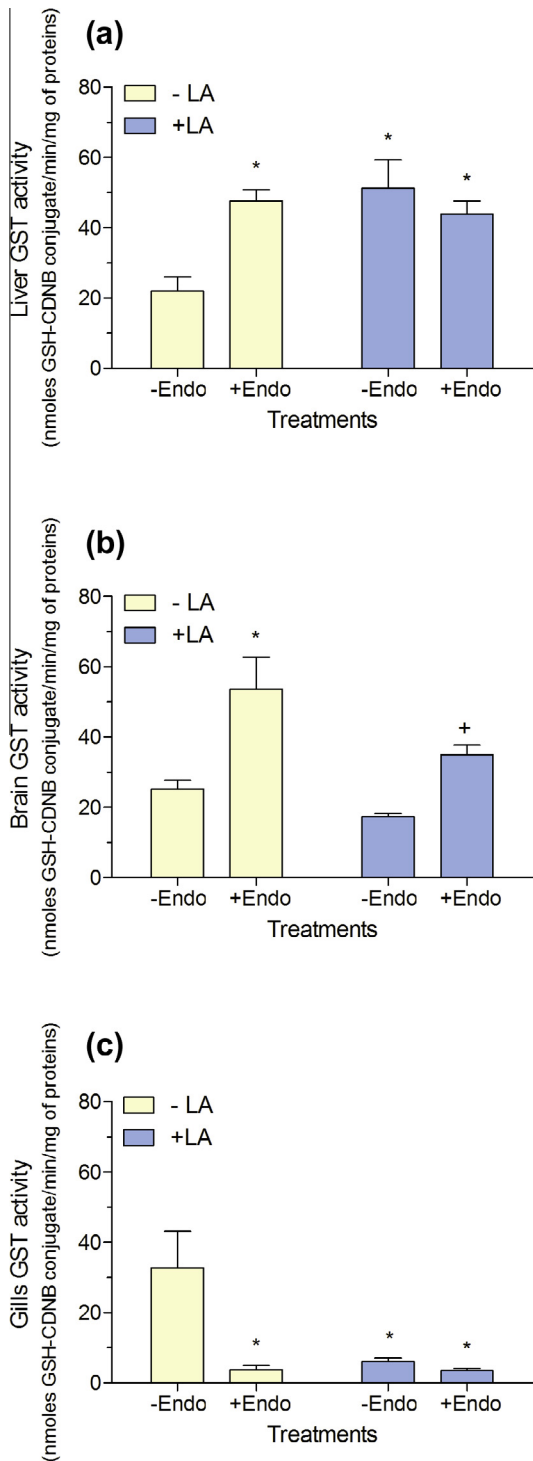 (a)
Liver GST activity
(nmoles GSH-CDNB conjugate/min/mg of proteins)
80
60
40
20
0
- LA
+LA
*
*
*
-Endo +Endo -Endo +Endo
Treatments
(b)
Brain GST activity
(nmoles GSH-CDNB conjugate/min/mg of proteins)
80
60
40
20
0
- LA
+LA
*
+
-Endo +Endo -Endo +Endo
Treatments
(c)
Gills GST activity
(nmoles GSH-CDNB conjugate/min/mg of proteins)
80
60
40
20
0
- LA
+LA
*
*
*
-Endo +Endo -Endo +Endo
Treatments